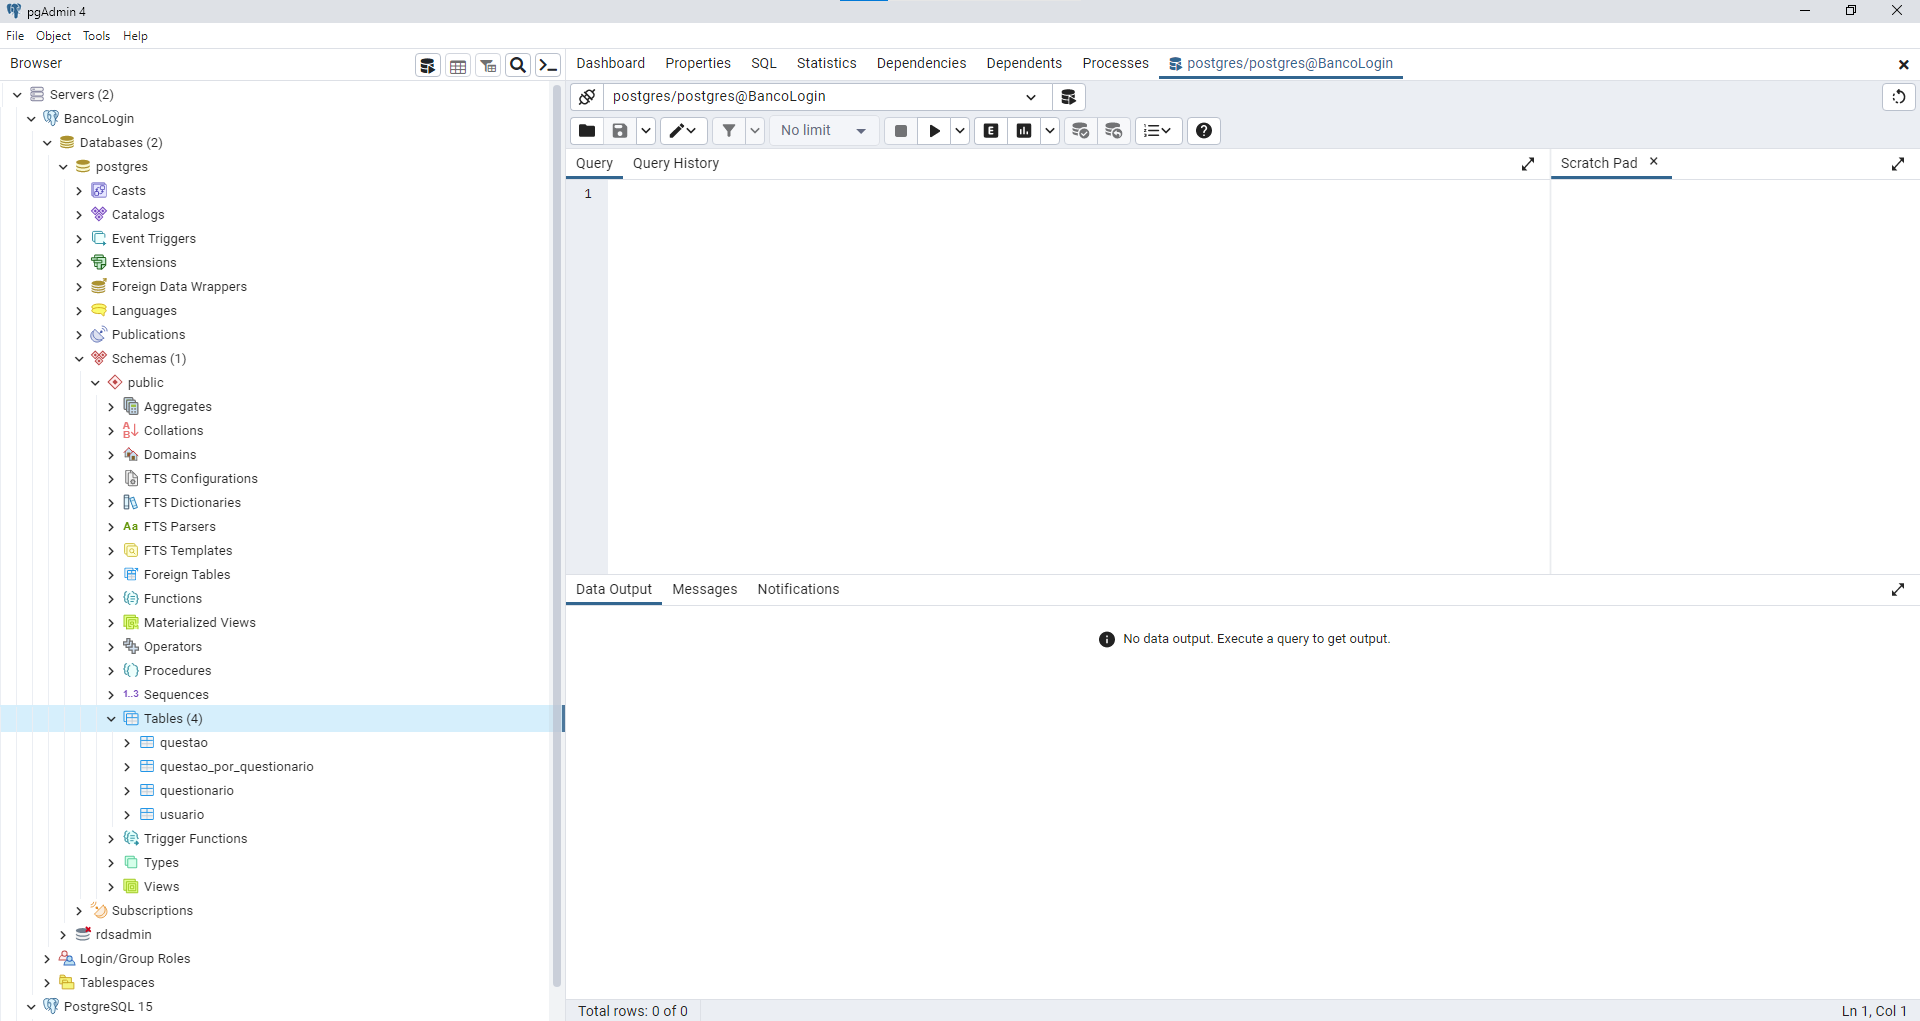 pgAdmin 4
File Object Tools Help
Browser
Dashboard Properties SQL Statistics Dependencies Dependents Processes postgres/postgres@BancoLogin
Servers (2)
BancoLogin
Databases (2)
postgres
Casts
Catalogs
Event Triggers
Extensions
Foreign Data Wrappers
Languages
Publications
Schemas (1)
public
Aggregates
Collations
Domains
FTS Configurations
FTS Dictionaries
Aa FTS Parsers
FTS Templates
Foreign Tables
Functions
Materialized Views
Operators
Procedures
1..3 Sequences
Tables (4)
questao
questao_por_questionario
questionario
usuario
Trigger Functions
Types
Views
Subscriptions
rdsadmin
Login/Group Roles
Tablespaces
PostgreSQL 15
postgres/postgres@BancoLogin
No limit
E
Query Query History
Scratch Pad
1
Data Output Messages Notifications
No data output. Execute a query to get output.
Total rows: 0 of 0
Ln 1, Col 1